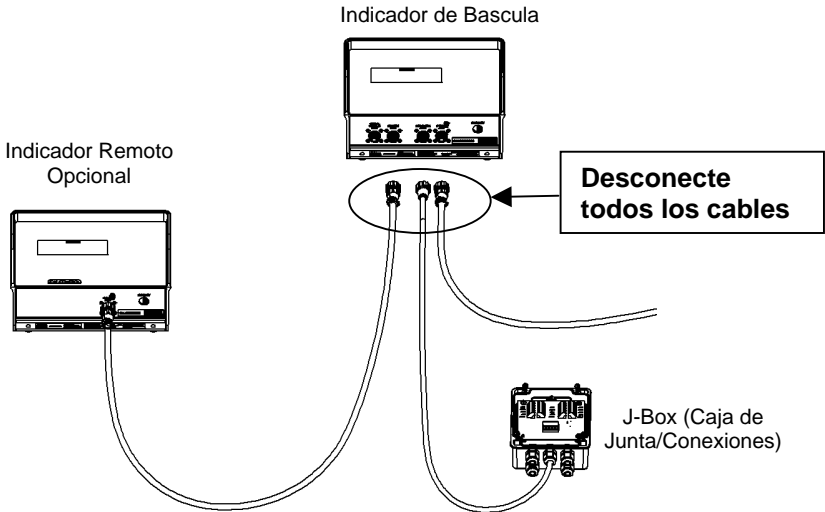 Indicador de Bascula
Indicador Remoto
Opcional
Desconecte
todos los cables
J-Box (Caja de
Junta/Conexiones)